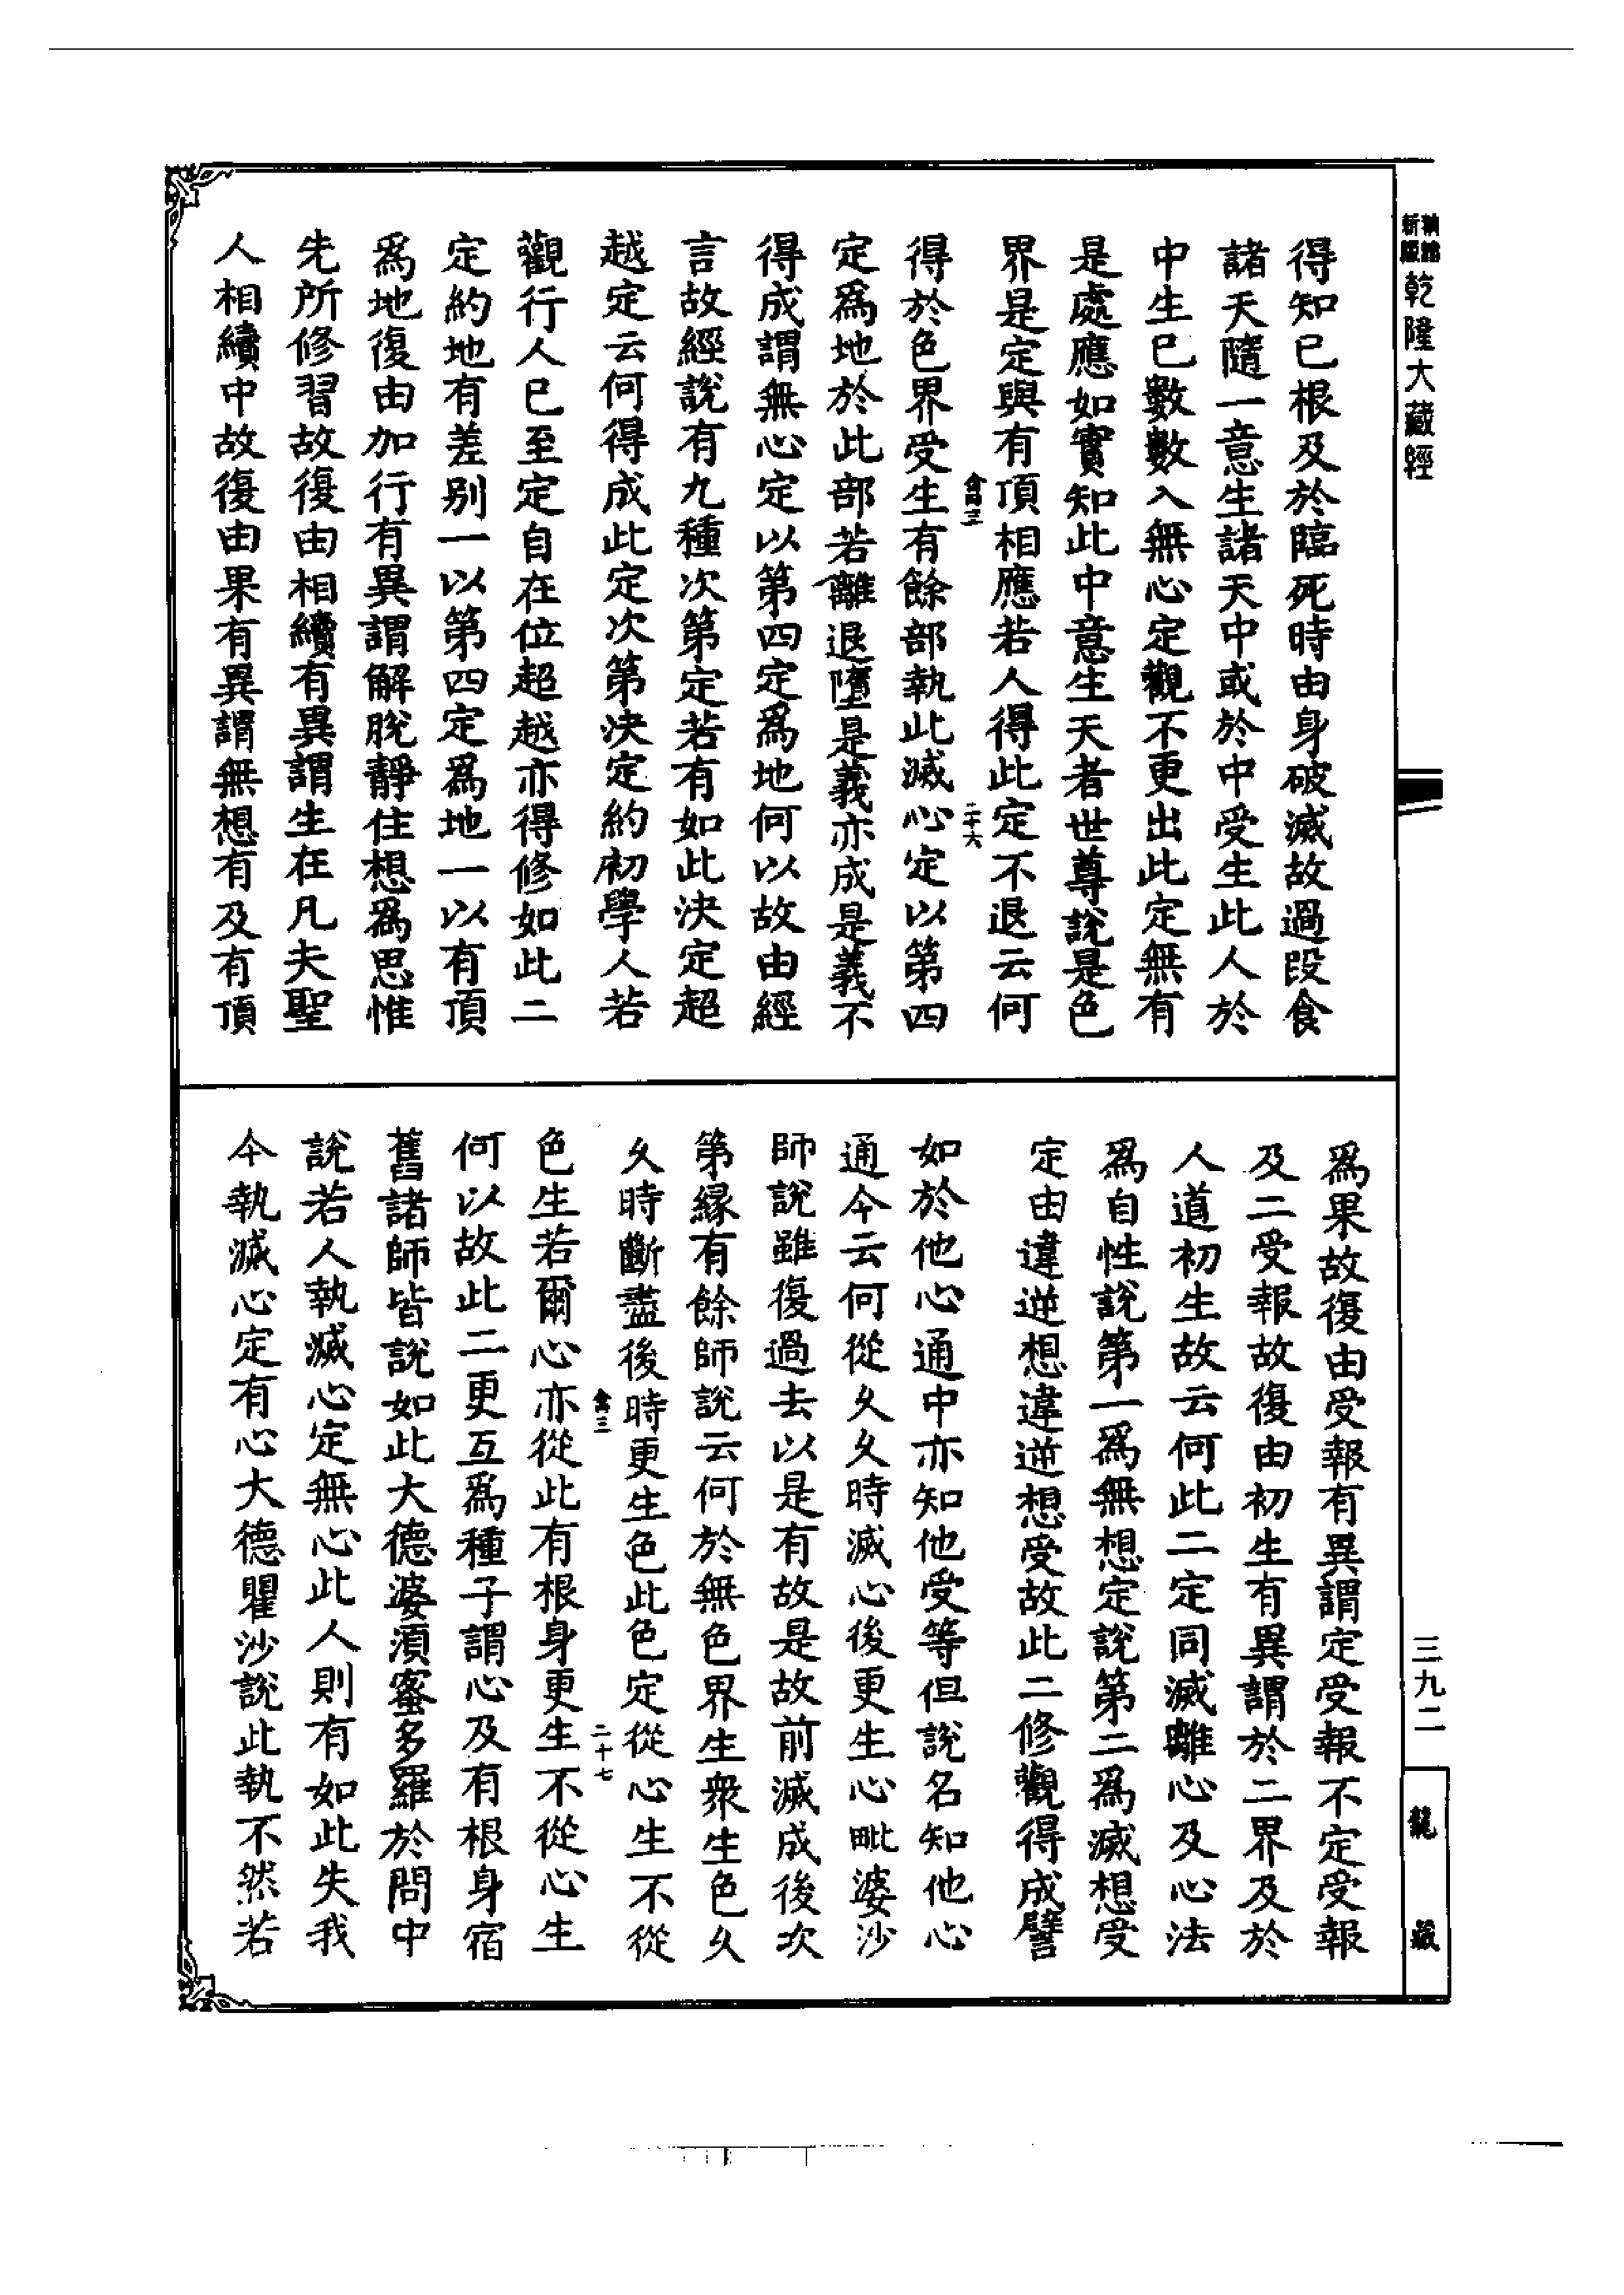 乾隆大藏經
得知已根及於臨死時由身破滅故過段食
諸天隨一意生諸天中或於中受生此人於
中生已數數入無心定觀不更出此定無有
是處應如實知此中意生天者世尊說是色
界是定與有頂相應若人得此定不退云何
得於色界受生有餘部執此滅心定以第四
定爲地於此部若離退墮是義亦成是義不
得成謂無心定以第四定爲地何以故由經
言故經說有九種次第定若有如此決定超
越定云何得成此定次第決定約初學人若
觀行人已至定自在位超越亦得修如此二
定約地有差別一以第四定爲地一以有頂
爲地復由加行有異謂解脫靜住想爲思惟
先所修習故復由相續有異謂生在凡夫聖
人相續中故復由果有異謂無想有及有頂
爲果故復由受報有異謂定受報不定受報
及二受報故復由初生有異謂於二界及於
人道初生故云何此二定同滅離心及心法
爲自性說第一爲無想定說第二爲滅想受
定由違逆想違逆想受故此二修觀得成譬
如於他心通中亦知他受等但說名知他心
通今云何從久久時滅心後更生心毗婆沙
師說雖復過去以是有故是故前滅成後次
第緣有餘師說云何於無色界生衆生色久
久時斷盡後時更生色此色定從心生不從
色生若爾心亦從此有根身更生不從心生
何以故此二更互爲種子謂心及有根身宿
舊諸師皆說如此大德婆須蜜多羅於問中
說若人執滅心定無心此人則有如此失我
今執滅心定有心大德瞿沙說此執不然若
二十六
二十七
三九二
龍藏